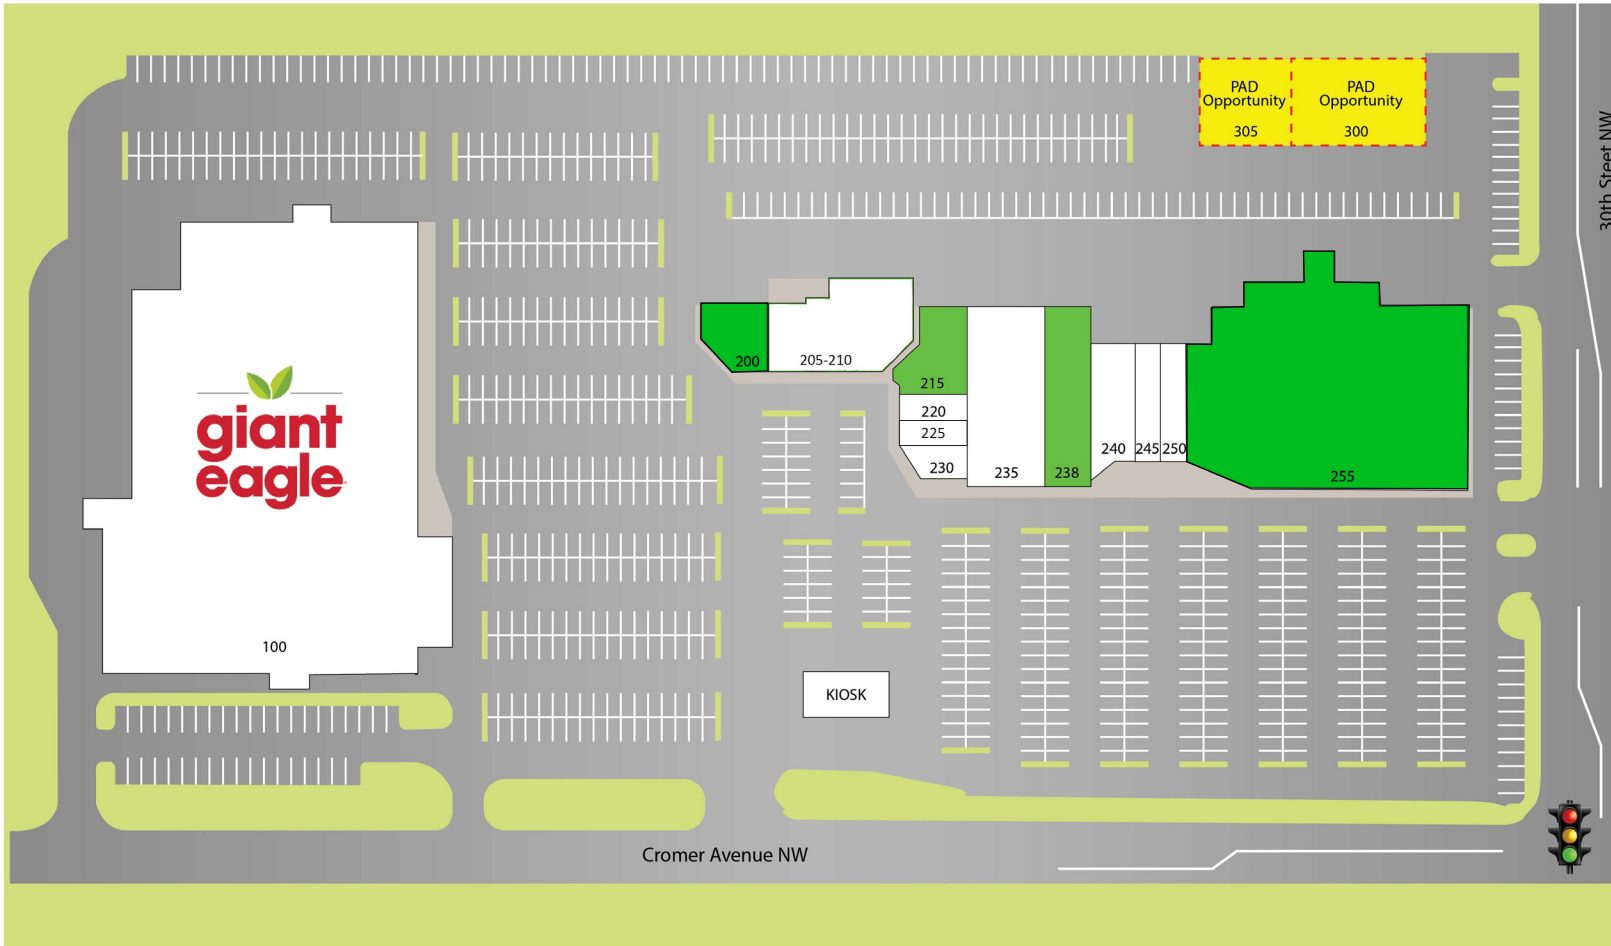 PAD
Opportunity
305
PAD
Opportunity
300
30th Steet NW
giant
eagle
100
200
205-210
215
220
225
230
235
238
240
245
250
255
KIOSK
Cromer Avenue NW